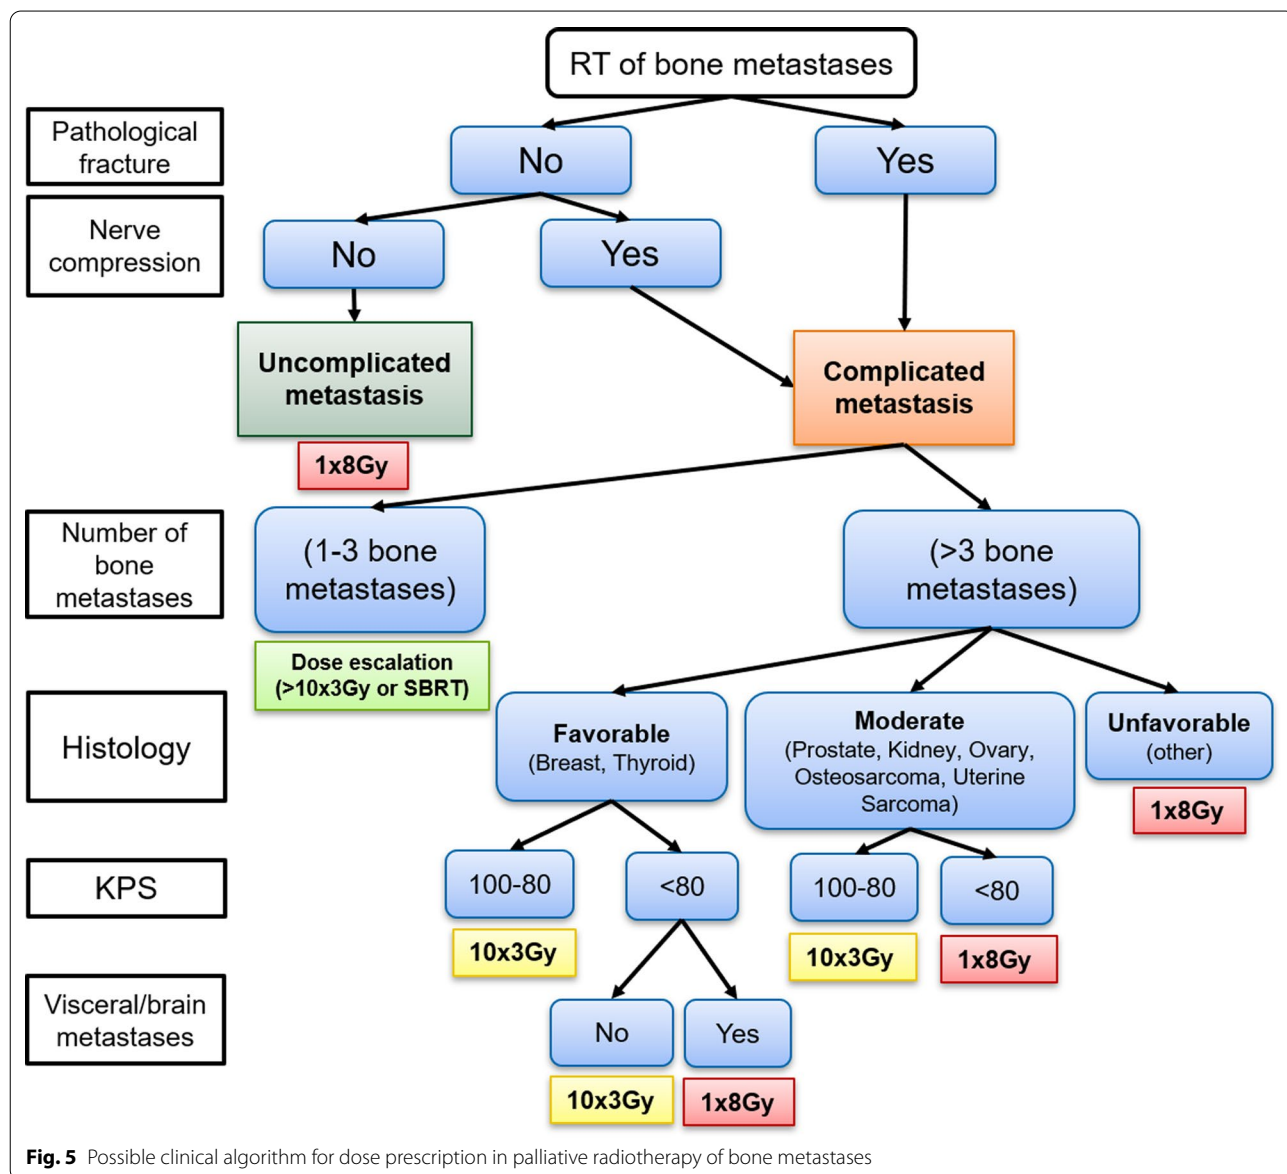 RT of bone metastases
Pathological
fracture
No
Yes
Nerve
compression
No
Yes
Uncomplicated
metastasis
1x8Gy
Complicated
metastasis
Number of
bone
metastases
(1-3 bone
metastases)
(>3 bone
metastases)
Dose escalation
(>10x3Gy or SBRT)
Histology
Favorable
(Breast, Thyroid)
Moderate
(Prostate, Kidney, Ovary,
Osteosarcoma, Uterine
Sarcoma)
Unfavorable
(other)
1x8Gy
KPS
100-80
<80
100-80
<80
10x3Gy
10x3Gy
1x8Gy
Visceral/brain
metastases
No
Yes
10x3Gy
1x8Gy
Fig. 5 Possible clinical algorithm for dose prescription in palliative radiotherapy of bone metastases